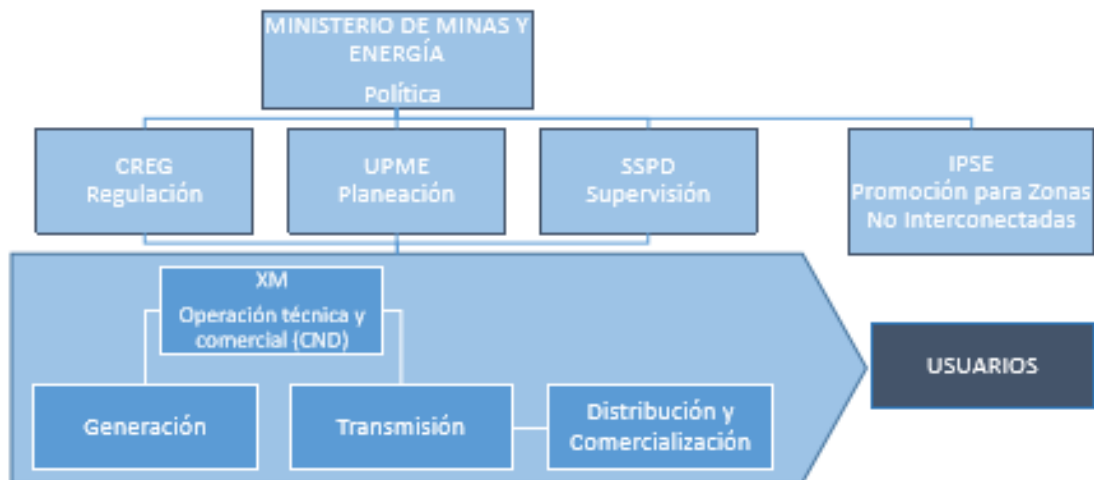 MINISTERIO DE MINAS Y
ENERGÍA
Política
CREG
Regulación
UPME
Planeación
SSPD
Supervisión
IPSE
Promoción para Zonas
No Interconectadas
XM
Operación técnica y
comercial (CND)
Generación
Transmisión
Distribución y
Comercialización
USUARIOS